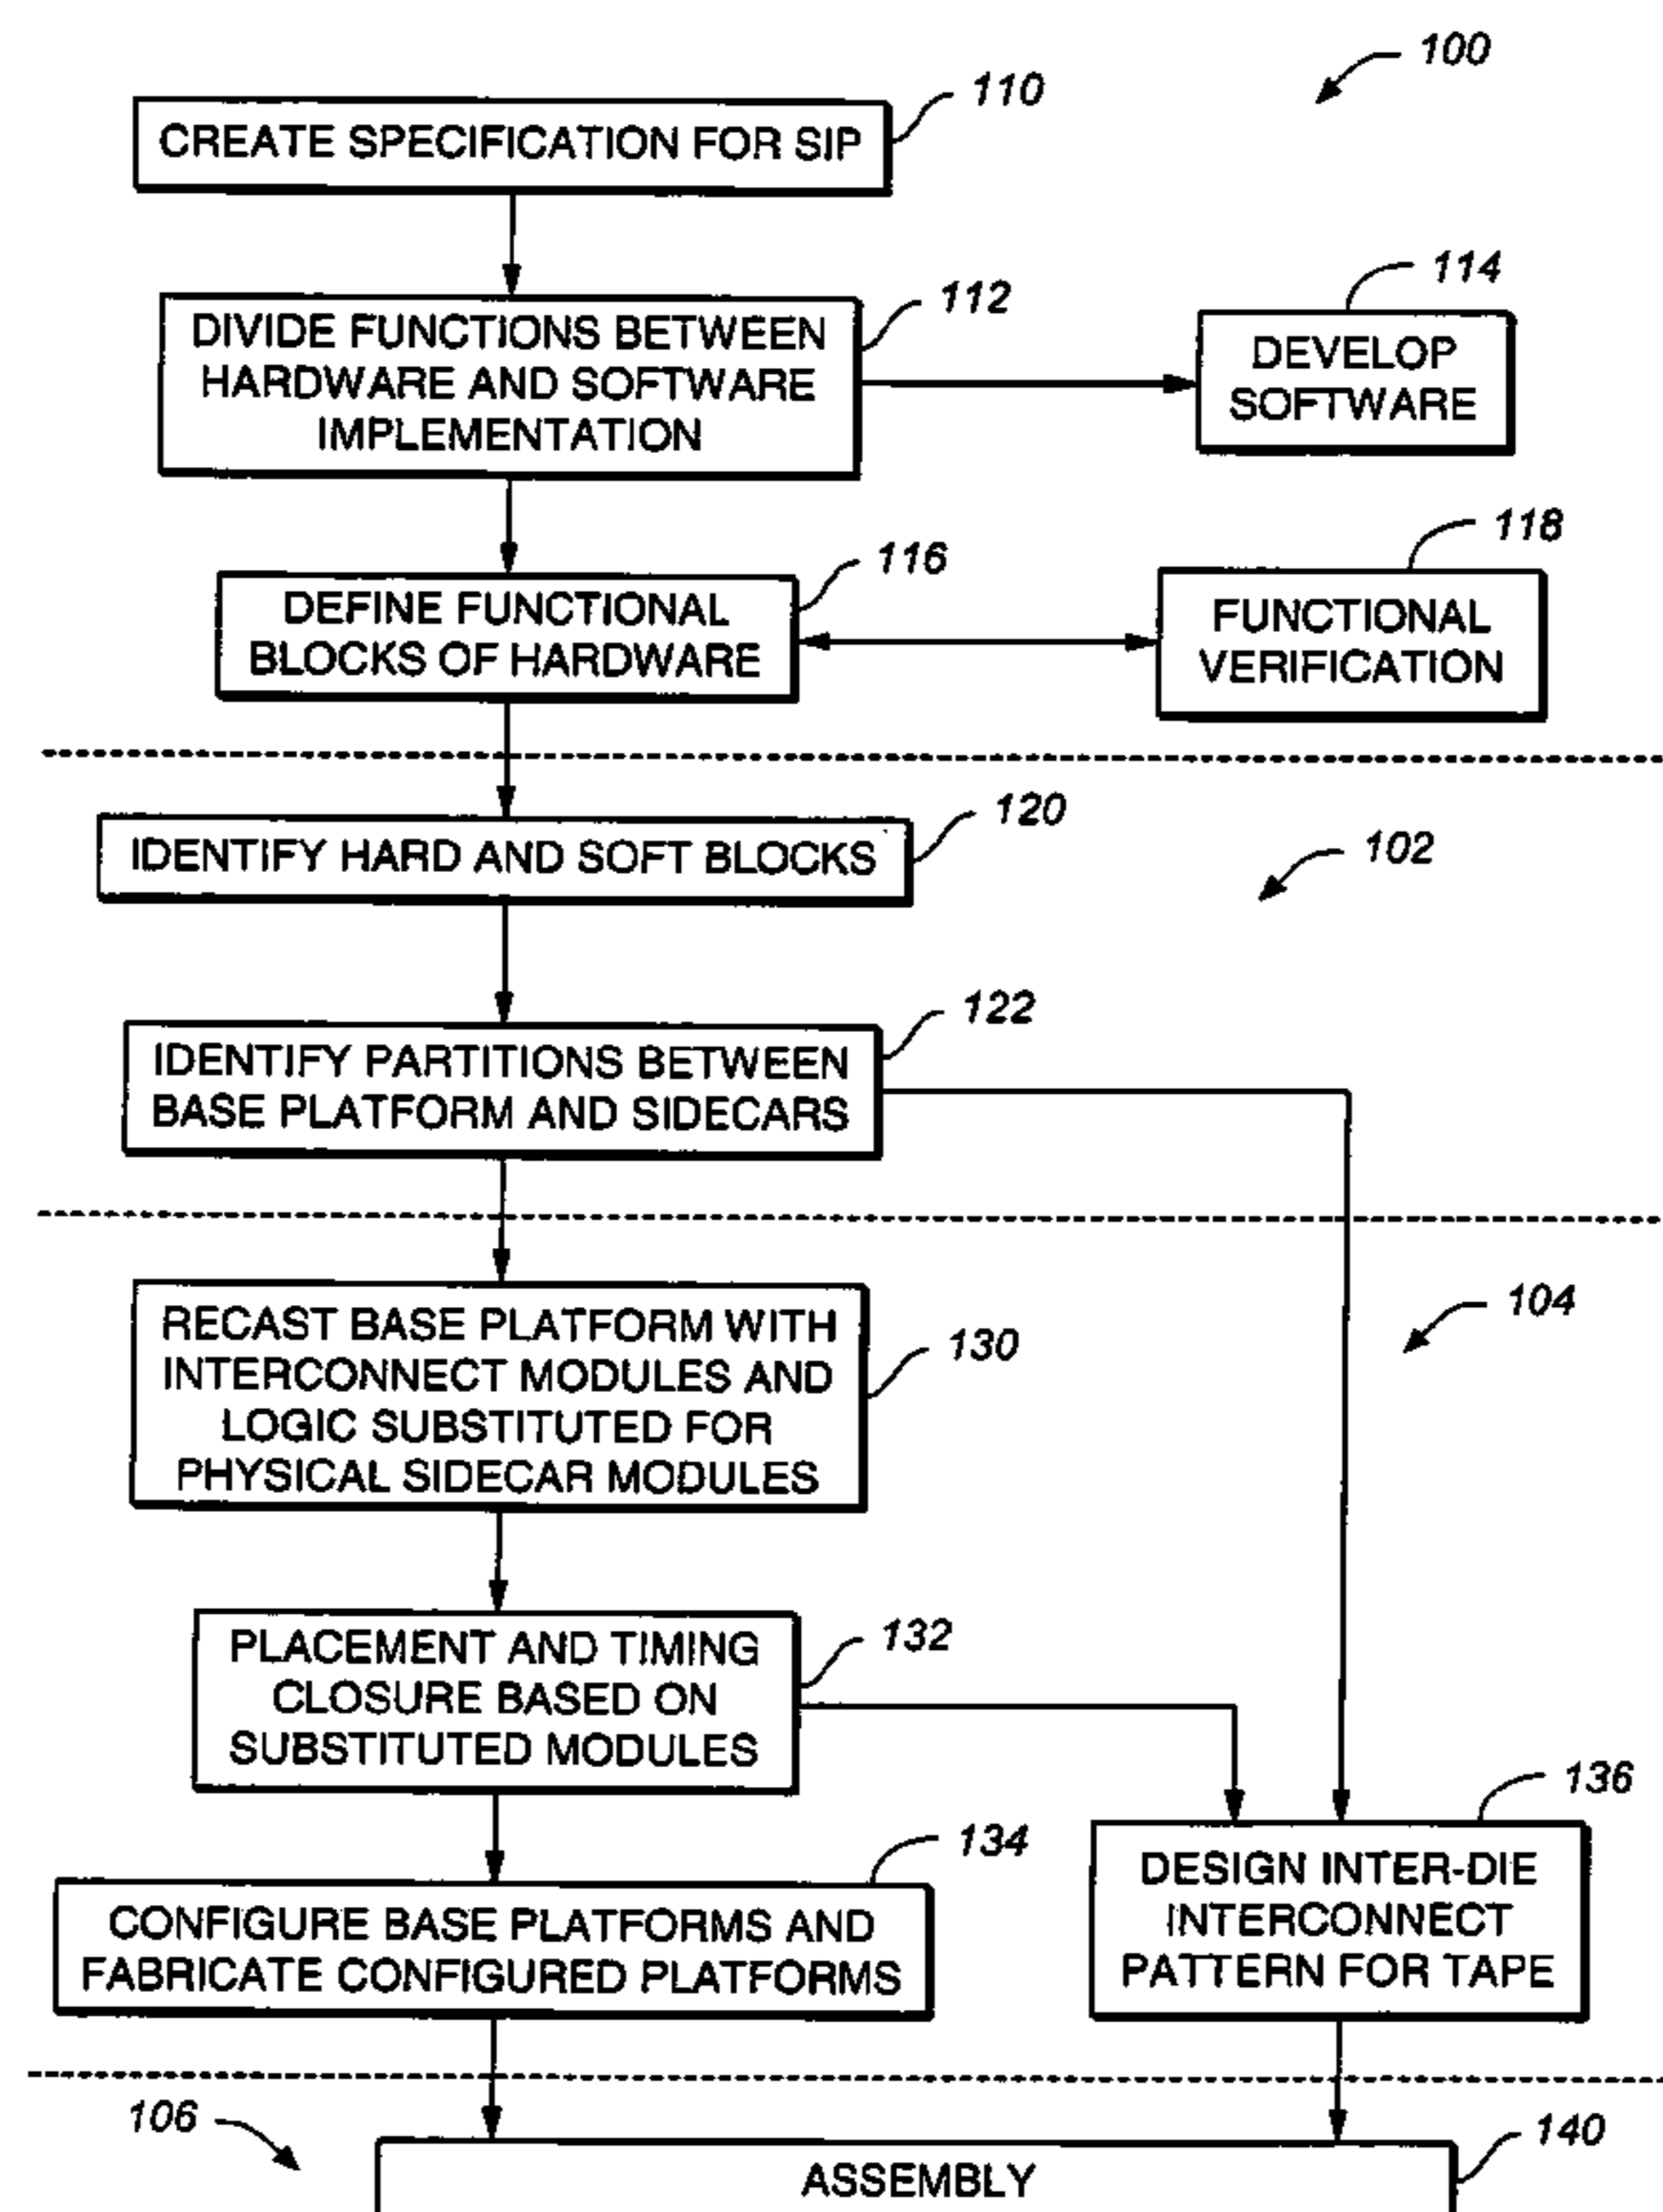 100
110
CREATE SPECIFICATION FOR SIP
112
114
DIVIDE FUNCTIONS BETWEEN
HARDWARE AND SOFTWARE
IMPLEMENTATION
DEVELOP
SOFTWARE
116
118
DEFINE FUNCTIONAL
BLOCKS OF HARDWARE
FUNCTIONAL
VERIFICATION
120
IDENTIFY HARD AND SOFT BLOCKS
102
122
IDENTIFY PARTITIONS BETWEEN
BASE PLATFORM AND SIDECARS
104
130
RECAST BASE PLATFORM WITH
INTERCONNECT MODULES AND
LOGIC SUBSTITUTED FOR
PHYSICAL SIDECAR MODULES
132
PLACEMENT AND TIMING
CLOSURE BASED ON
SUBSTITUTED MODULES
136
134
CONFIGURE BASE PLATFORMS AND
FABRICATE CONFIGURED PLATFORMS
DESIGN INTER-DIE
INTERCONNECT
PATTERN FOR TAPE
106
140
ASSEMBLY